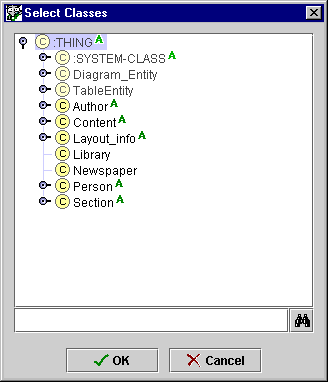 Select Classes
C :THING A
C :SYSTEM-CLASS A
C Diagram_Entity
C TableEntity
C Author A
C Content A
C Layout_info A
C Library
C Newspaper
C Person A
C Section A
OK Cancel